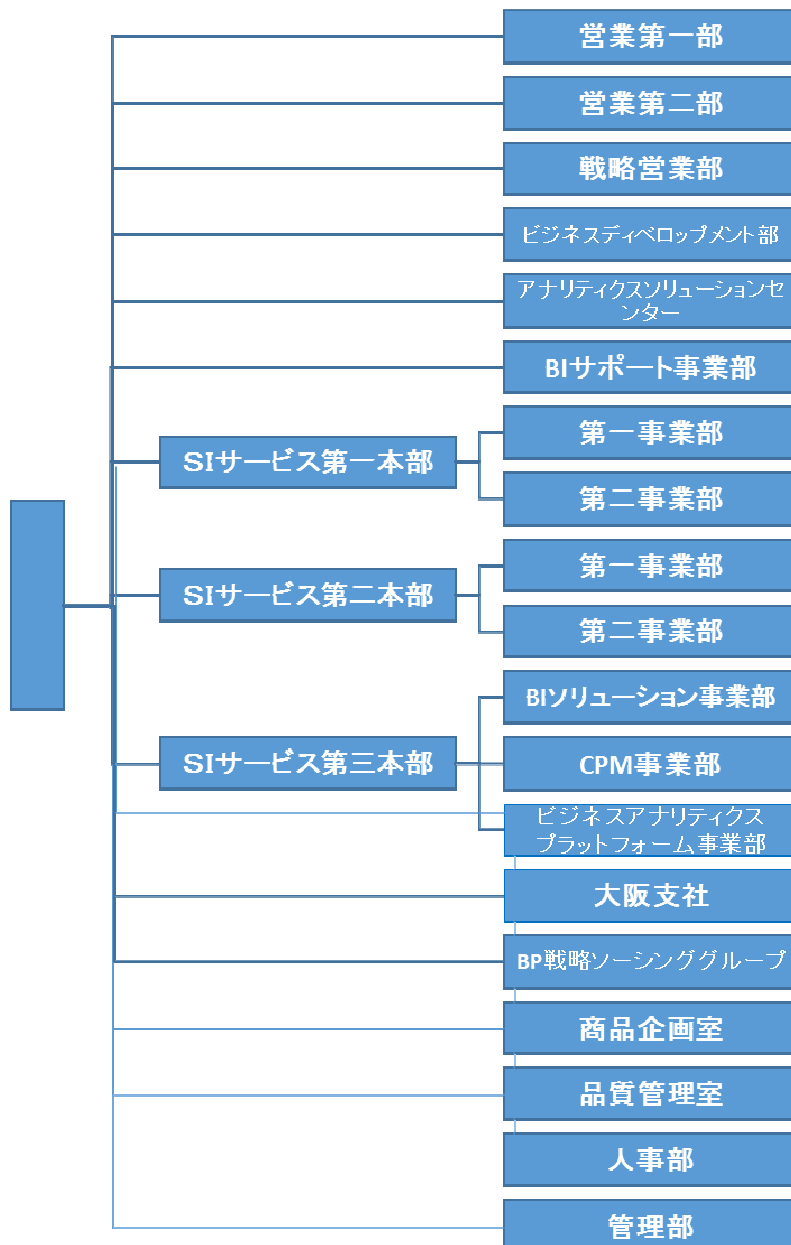 営業第一部
営業第二部
戦略営業部
ビジネスディベロップメント部
アナリティクスソリューションセ
ンター
BIサポート事業部
SIサービス第一本部
第一事業部
第二事業部
SIサービス第二本部
第一事業部
第二事業部
SIサービス第三本部
BIソリューション事業部
CPM事業部
ビジネスアナリティクス
プラットフォーム事業部
大阪支社
BP戦略ソーシンググループ
商品企画室
品質管理室
人事部
管理部